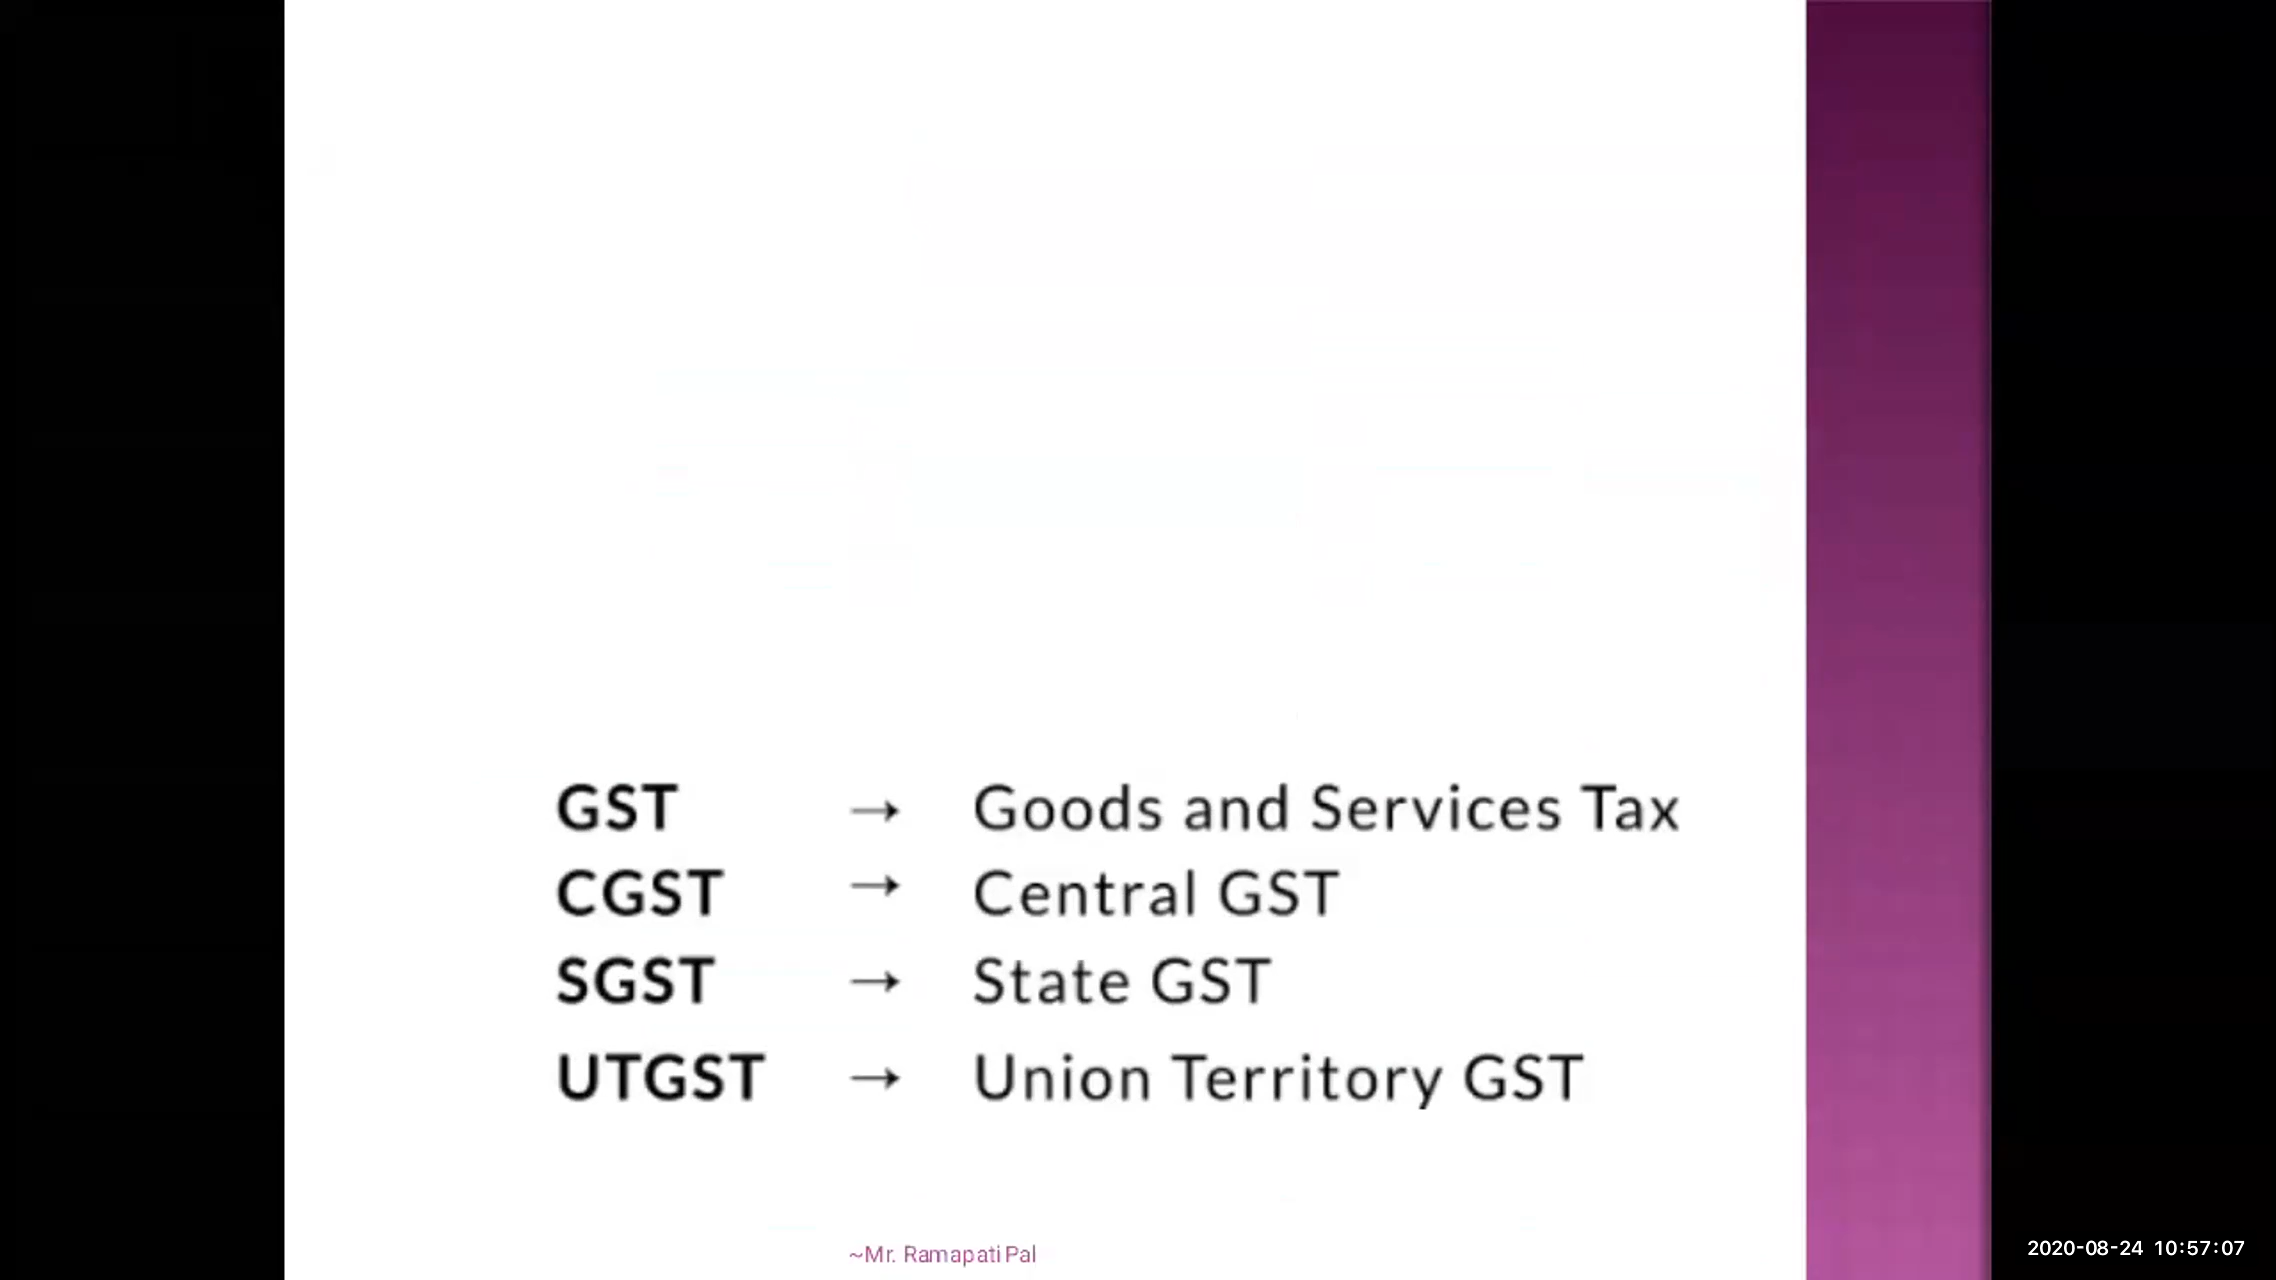 GST → Goods and Services Tax
CGST → Central GST
SGST → State GST
UTGST → Union Territory GST
~Mr. Ramapati Pal
2020-08-24 10:57:07